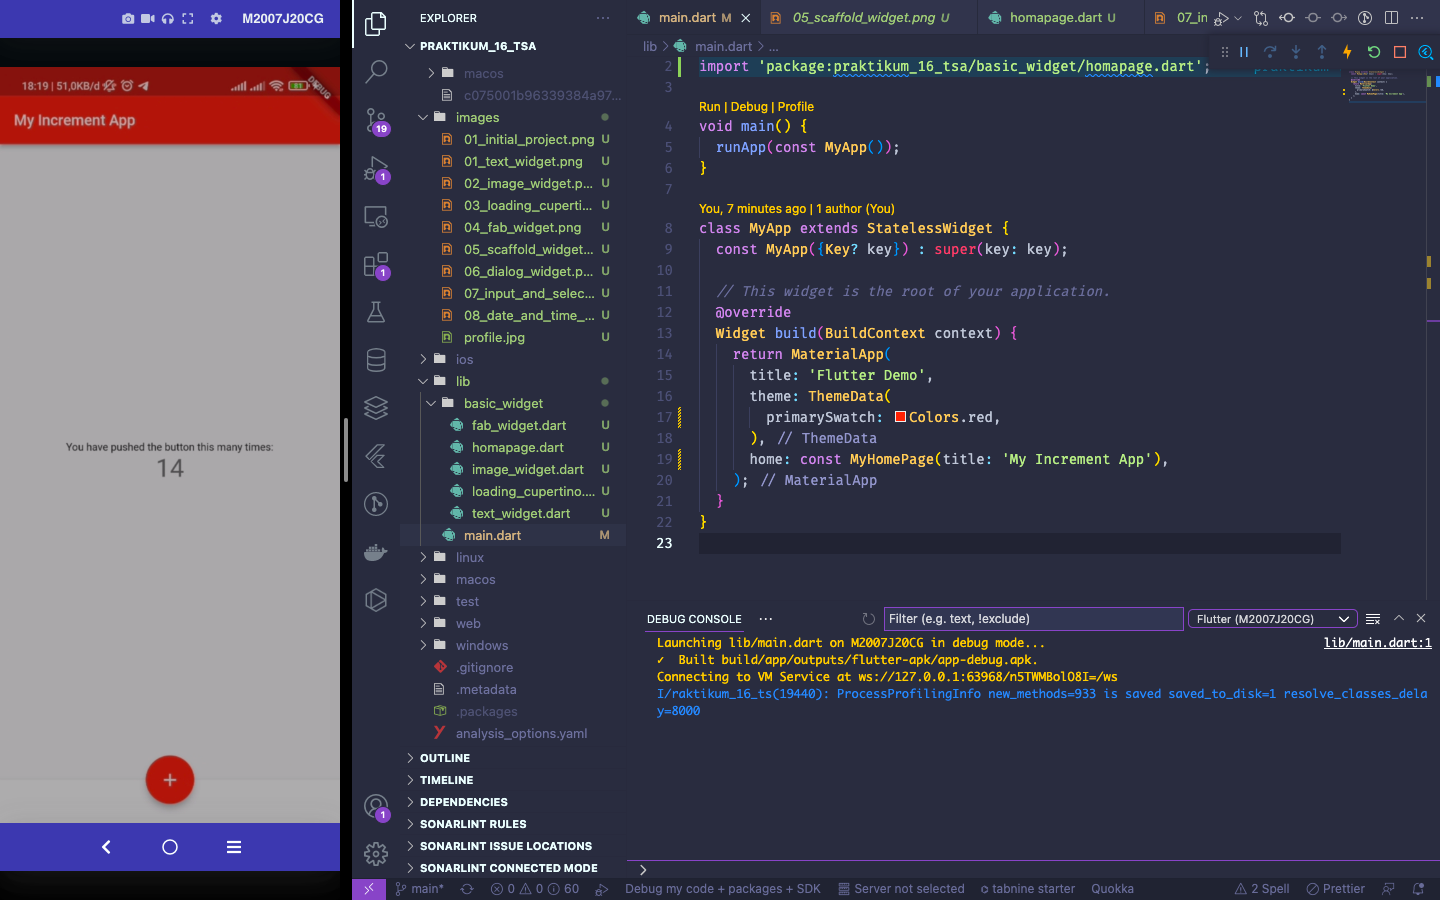 M2007J20CG
18:19 | 51,0KB/d
DEBUG
My Increment App
You have pushed the button this many times:
14
+
EXPLORER
PRAKTIKUM_16_TSA
macos
c075001b96339384a97...
images
01_initial_project.png U
01_text_widget.png U
02_image_widget.p... U
03_loading_cuperti... U
04_fab_widget.png U
05_scaffold_widget... U
06_dialog_widget.p... U
07_input_and_selec... U
08_date_and_time_... U
profile.jpg U
ios
lib
basic_widget
fab_widget.dart U
homapage.dart U
image_widget.dart U
loading_cupertino.... U
text_widget.dart U
main.dart M
linux
macos
test
web
windows
.gitignore
.metadata
.packages
analysis_options.yaml
OUTLINE
TIMELINE
DEPENDENCIES
SONARLINT RULES
SONARLINT ISSUE LOCATIONS
SONARLINT CONNECTED MODE
19
1
1
1
main.dart M
05_scaffold_widget.png U
homapage.dart U
07_in
lib > main.dart > ...
2 import 'package:praktikum_16_tsa/basic_widget/homapage.dart';
3
Run | Debug | Profile
4 void main() {
5 runApp(const MyApp());
6 }
7
You, 7 minutes ago | 1 author (You)
8 class MyApp extends StatelessWidget {
9 const MyApp({Key? key}) : super(key: key);
10
11 // This widget is the root of your application.
12 @override
13 Widget build(BuildContext context) {
14 return MaterialApp(
15 title: 'Flutter Demo',
16 theme: ThemeData(
17 primarySwatch: Colors.red,
18 ), // ThemeData
19 home: const MyHomePage(title: 'My Increment App'),
20 ); // MaterialApp
21 }
22 }
23
DEBUG CONSOLE ...
Filter (e.g. text, !exclude)
Flutter (M2007J20CG)
Launching lib/main.dart on M2007J20CG in debug mode...
lib/main.dart:1
✓ Built build/app/outputs/flutter-apk/app-debug.apk.
Connecting to VM Service at ws://127.0.0.1:63968/n5TWMBolO8I=/ws
I/raktikum_16_ts(19440): ProcessProfilingInfo new_methods=933 is saved saved_to_disk=1 resolve_classes_dela
y=8000
>
main*
0 0 60
Debug my code + packages + SDK
Server not selected
tabnine starter
Quokka
2 Spell
Prettier